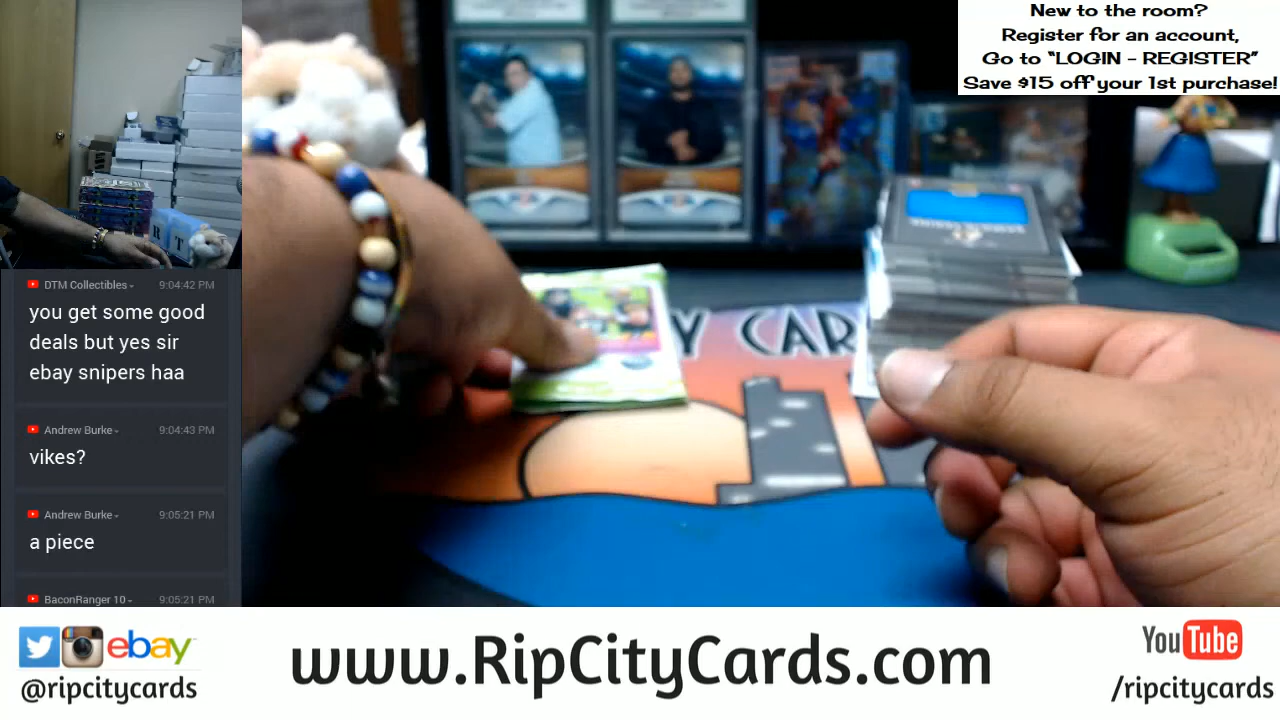 New to the room?
Register for an account,
Go to “LOGIN - REGISTER”
Save $15 off your 1st purchase!
DTM Collectibles 9:04:42 PM
you get some good
deals but yes sir
ebay snipers haa
Andrew Burke 9:04:43 PM
vikes?
Andrew Burke 9:05:21 PM
a piece
BaconRanger 10 9:05:21 PM
Y CAR
R T
ebay
@ripcitycards
www.RipCityCards.com
YouTube
/ripcitycards